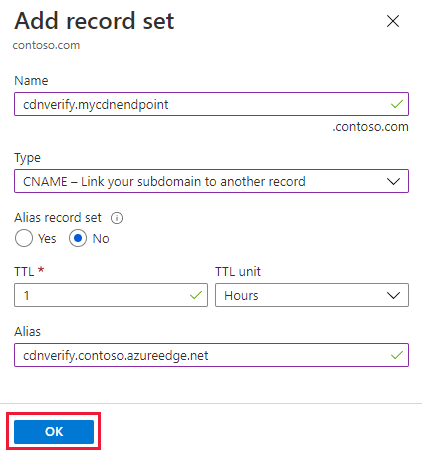 Add record set
contoso.com
Name
cdnverify.mycdnendpoint
.contoso.com
Type
CNAME – Link your subdomain to another record
Alias record set
Yes No
TTL * TTL unit
1 Hours
Alias
cdnverify.contoso.azureedge.net
OK